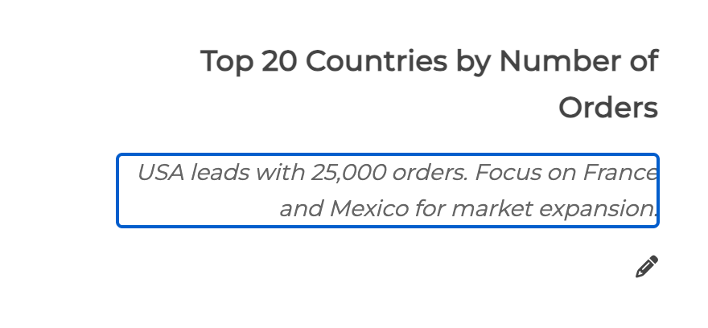 Top 20 Countries by Number of
Orders
USA leads with 25,000 orders. Focus on France
and Mexico for market expansion.